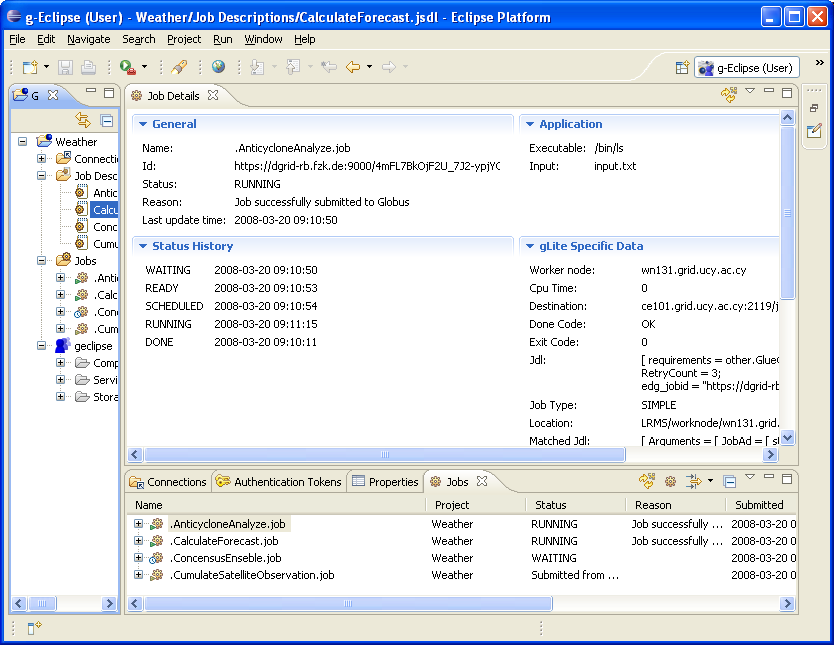 g-Eclipse (User) - Weather/Job Descriptions/CalculateForecast.jsdl - Eclipse Platform
File Edit Navigate Search Project Run Window Help
g-Eclipse (User)
G
Weather
Connectio
Job Desc
Antic
Calcu
Conc
Cumu
Jobs
.Anti
.Calc
.Con
.Cum
geclipse
Comp
Servi
Stora
Job Details
General
Name: .AnticycloneAnalyze.job
Id: https://dgrid-rb.fzk.de:9000/4mFL7BkOjF2U_7J2-ypjYC
Status: RUNNING
Reason: Job successfully submitted to Globus
Last update time: 2008-03-20 09:10:50
Application
Executable: /bin/ls
Input: input.txt
Status History
WAITING 2008-03-20 09:10:50
READY 2008-03-20 09:10:53
SCHEDULED 2008-03-20 09:10:54
RUNNING 2008-03-20 09:11:15
DONE 2008-03-20 09:10:11
gLite Specific Data
Worker node: wn131.grid.ucy.ac.cy
Cpu Time: 0
Destination: ce101.grid.ucy.ac.cy:2119/j
Done Code: OK
Exit Code: 0
Jdl: [ requirements = other.GlueC
RetryCount = 3;
edg_jobid = "https://dgrid-rb
Job Type: SIMPLE
Location: LRMS/worknode/wn131.grid.
Matched Jdl: [ Arguments = [ JobAd = [ st
Connections Authentication Tokens Properties Jobs
Name Project Status Reason Submitted
.AnticycloneAnalyze.job Weather RUNNING Job successfully ... 2008-03-20 0
.CalculateForecast.job Weather RUNNING Job successfully ... 2008-03-20 0
.ConcensusEnseble.job Weather WAITING 2008-03-20 0
.CumulateSatelliteObservation.job Weather Submitted from ... 2008-03-20 0